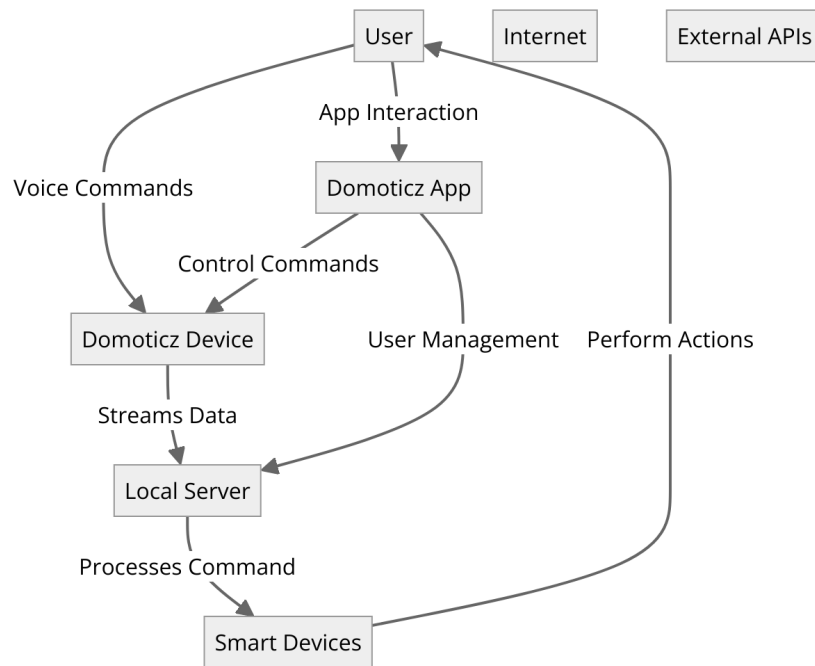 User
Internet
External APIs
App Interaction
Voice Commands
Domoticz App
Control Commands
Domoticz Device
User Management
Perform Actions
Streams Data
Local Server
Processes Command
Smart Devices